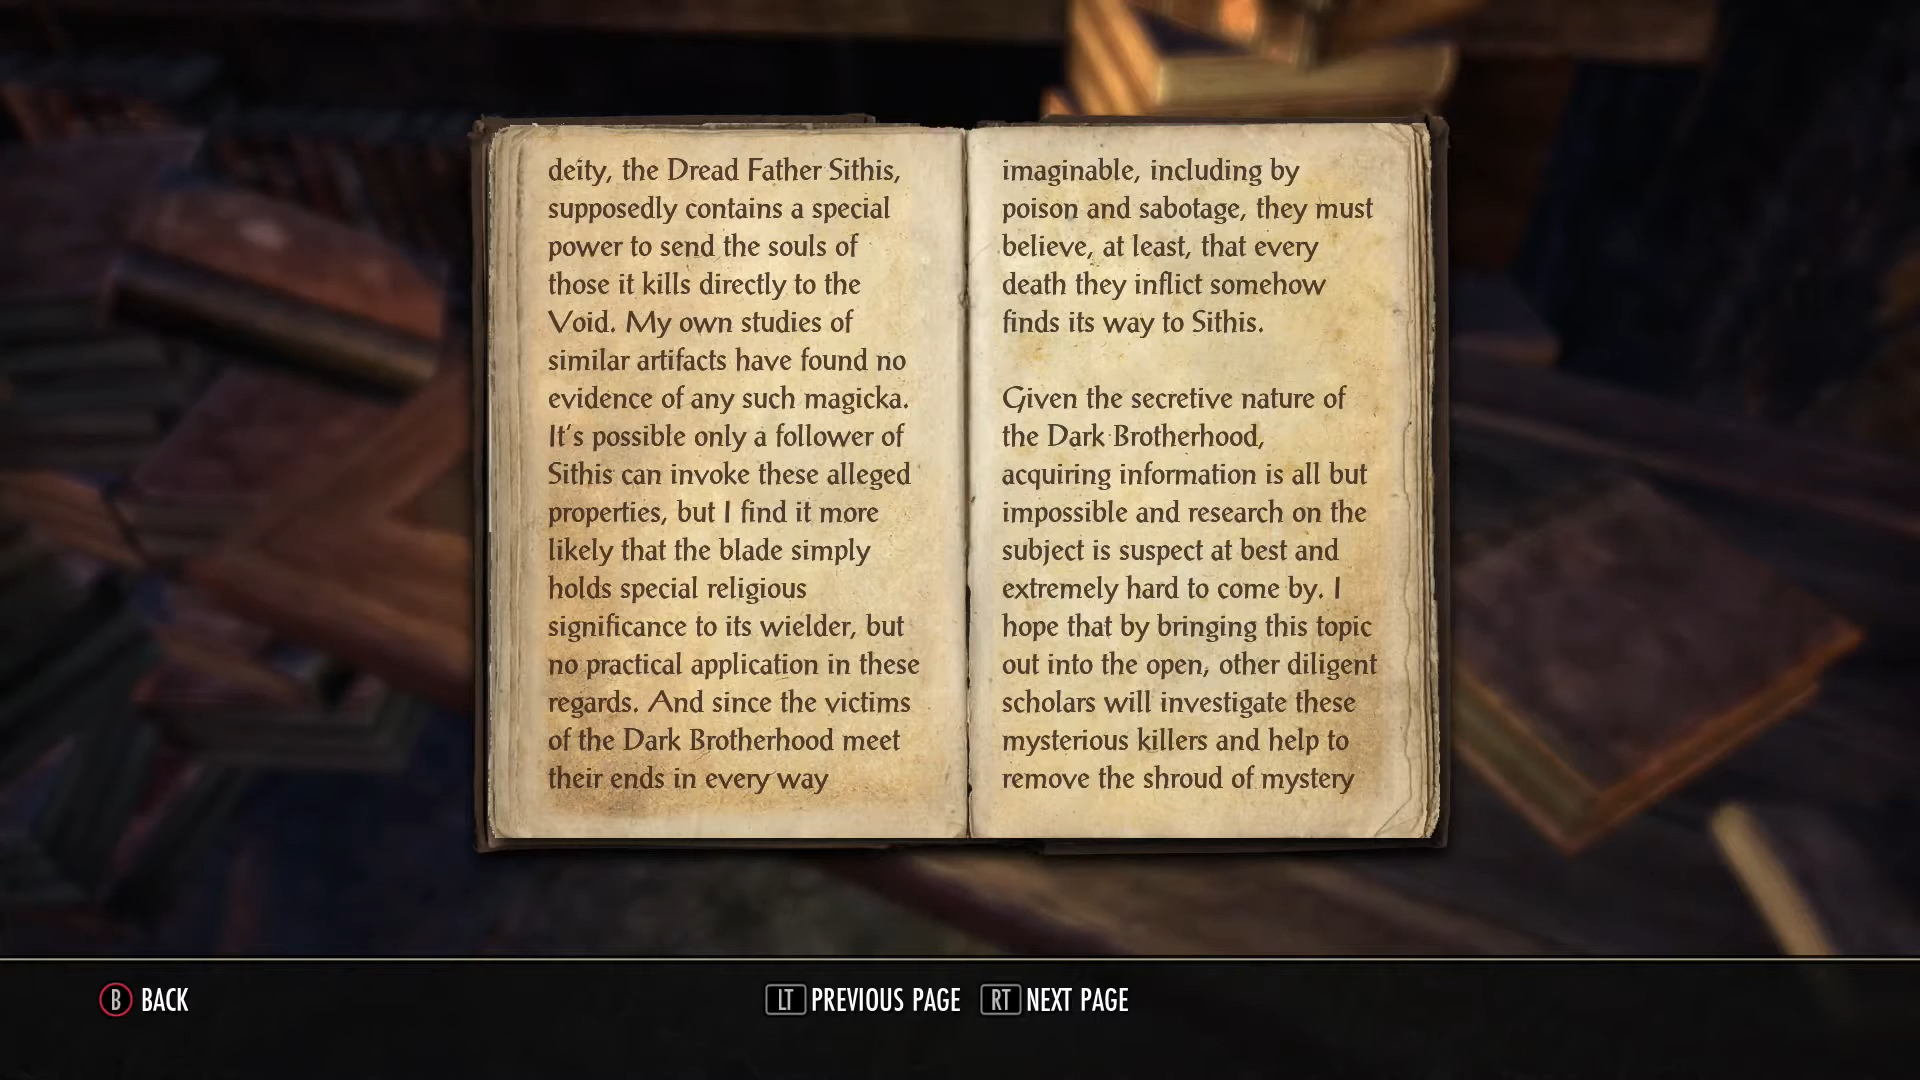 deity, the Dread Father Sithis,
supposedly contains a special
power to send the souls of
those it kills directly to the
Void. My own studies of
similar artifacts have found no
evidence of any such magicka.
It's possible only a follower of
Sithis can invoke these alleged
properties, but I find it more
likely that the blade simply
holds special religious
significance to its wielder, but
no practical application in these
regards. And since the victims
of the Dark Brotherhood meet
their ends in every way
imaginable, including by
poison and sabotage, they must
believe, at least, that every
death they inflict somehow
finds its way to Sithis.
Given the secretive nature of
the Dark Brotherhood,
acquiring information is all but
impossible and research on the
subject is suspect at best and
extremely hard to come by. I
hope that by bringing this topic
out into the open, other diligent
scholars will investigate these
mysterious killers and help to
remove the shroud of mystery
B BACK
LT PREVIOUS PAGE RT NEXT PAGE